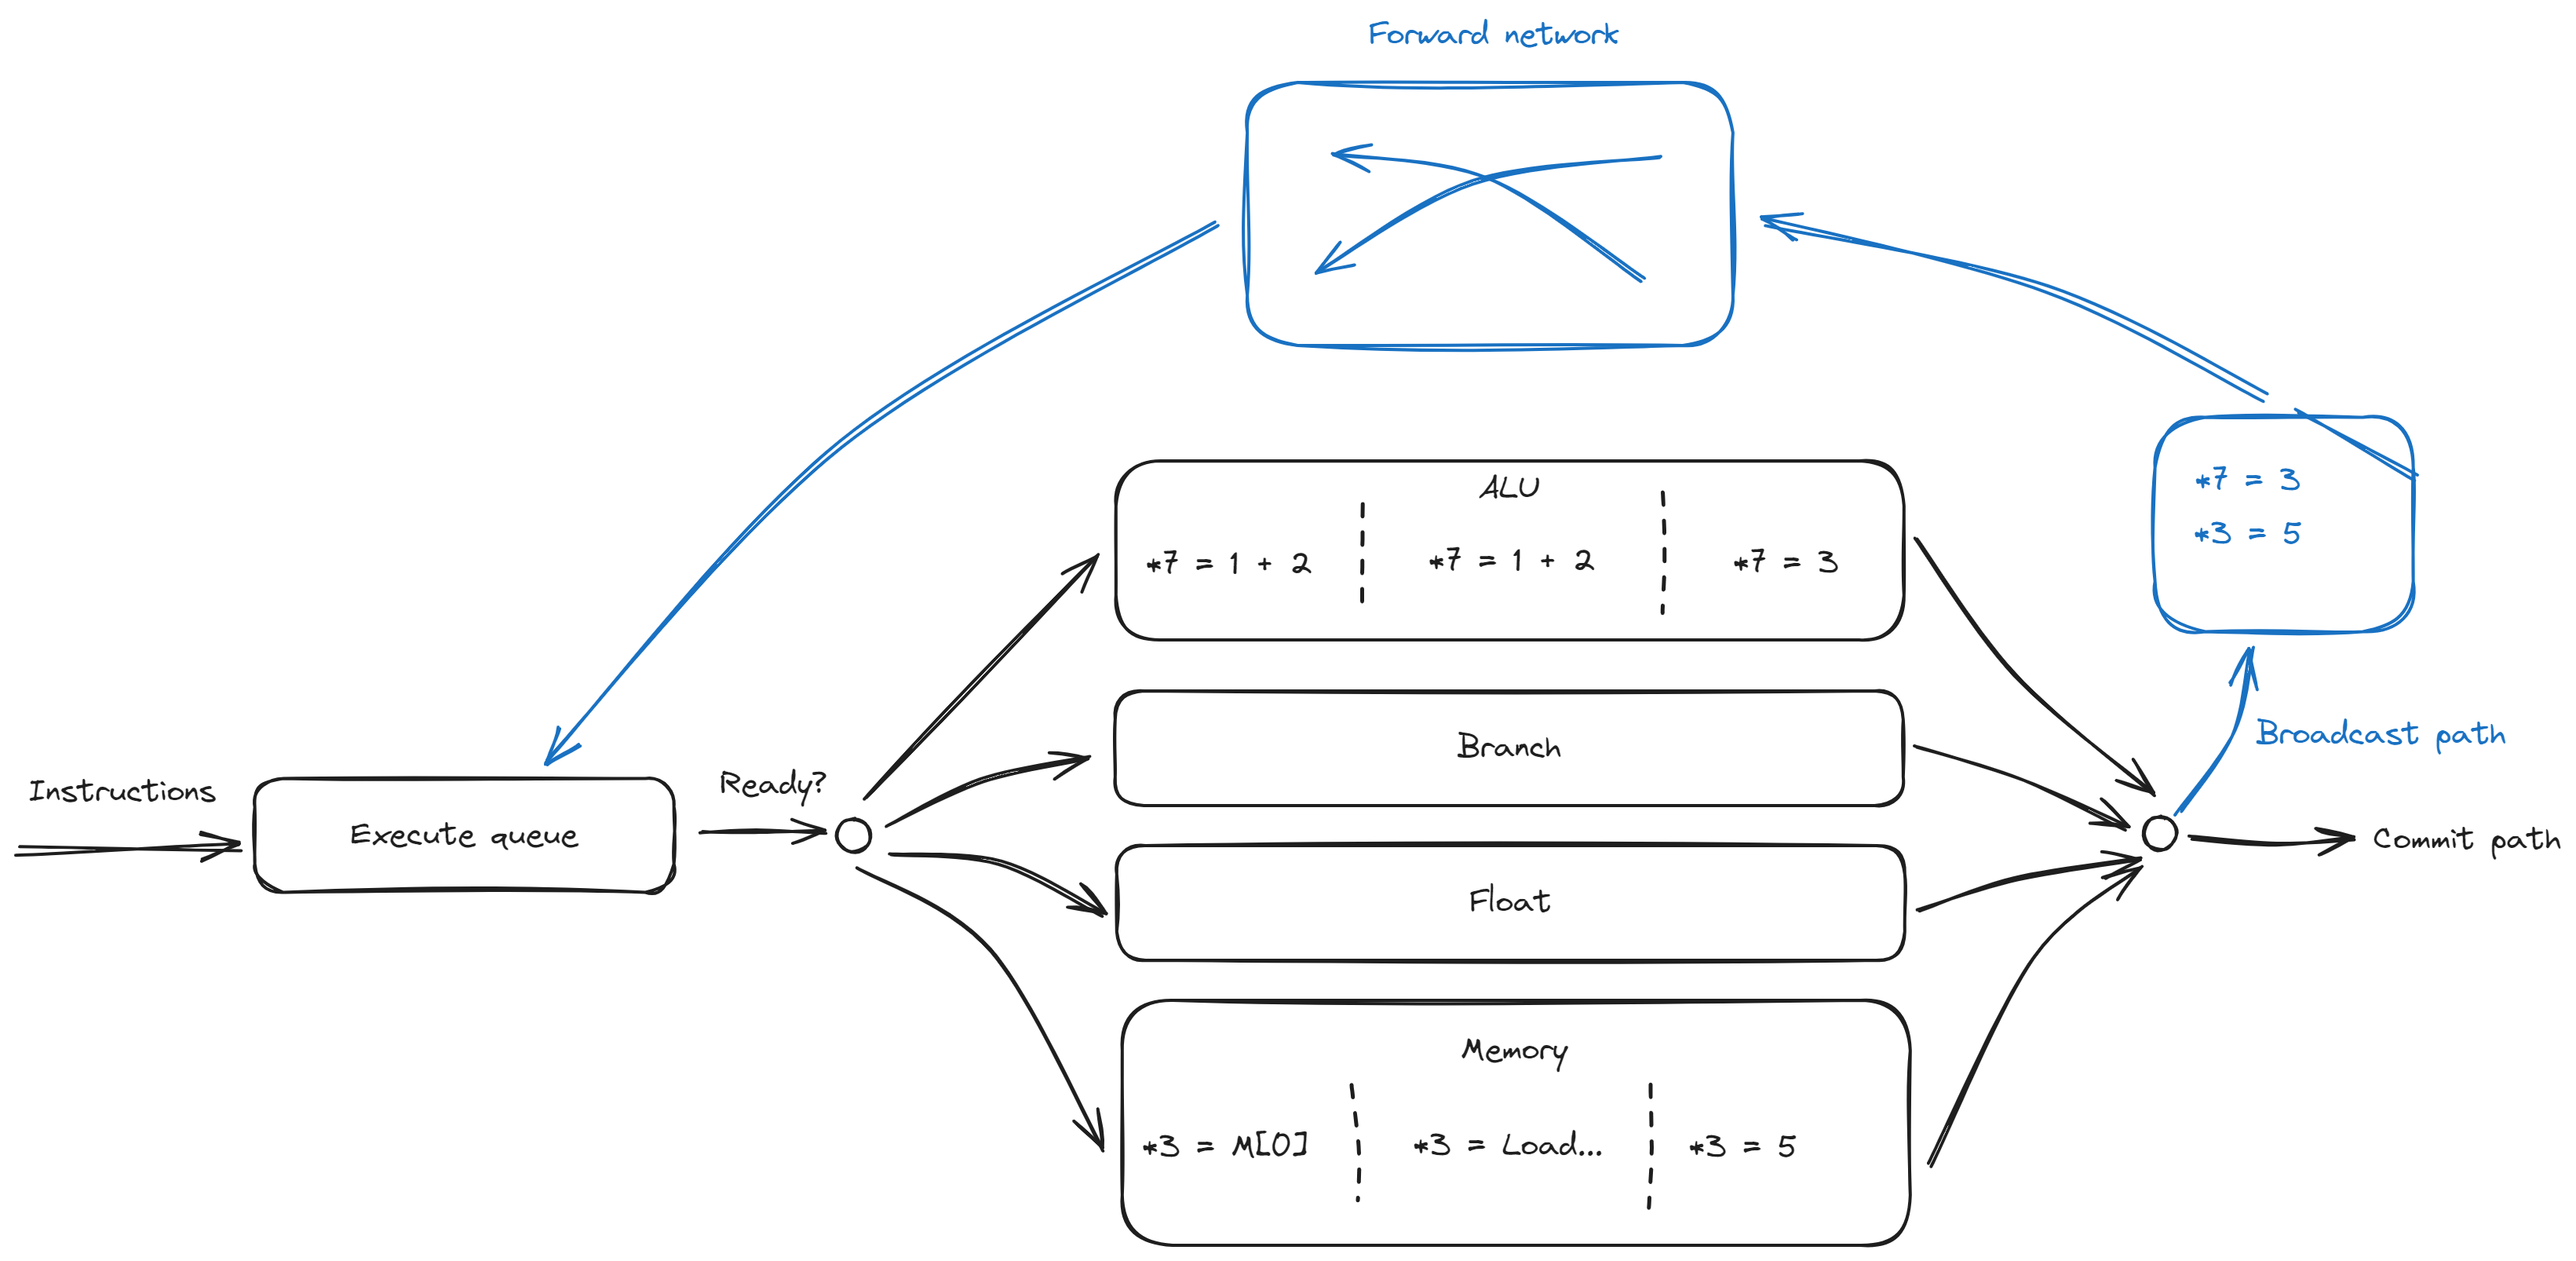 Forward network
ALU
*7 = 1 + 2
*7 = 1 + 2
*7 = 3
*7 = 3
*3 = 5
Broadcast path
Instructions
Execute queue
Ready?
Branch
Float
Commit path
Memory
*3 = M[0]
*3 = Load...
*3 = 5